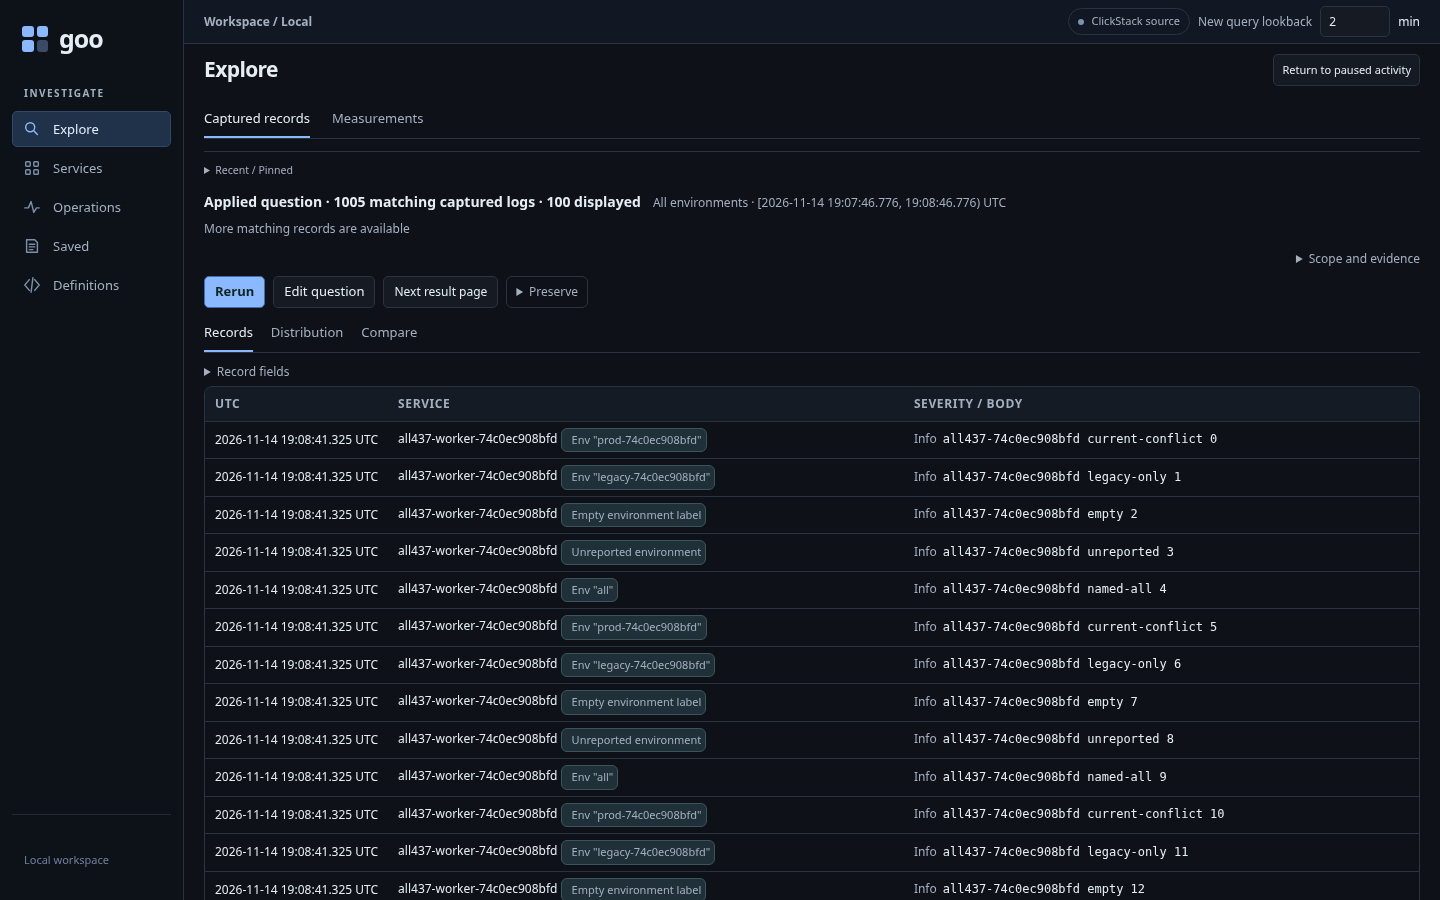 goo
Workspace / Local
ClickStack source
New query lookback
2
min
INVESTIGATE
Explore
Services
Operations
Saved
Definitions
Local workspace
Explore
Return to paused activity
Captured records
Measurements
Recent / Pinned
Applied question · 1005 matching captured logs · 100 displayed
All environments · [2026-11-14 19:07:46.776, 19:08:46.776) UTC
More matching records are available
Scope and evidence
Rerun
Edit question
Next result page
Preserve
Records
Distribution
Compare
Record fields
UTC SERVICE SEVERITY / BODY
2026-11-14 19:08:41.325 UTC all437-worker-74c0ec908bfd Env "prod-74c0ec908bfd" Info all437-74c0ec908bfd current-conflict 0
2026-11-14 19:08:41.325 UTC all437-worker-74c0ec908bfd Env "legacy-74c0ec908bfd" Info all437-74c0ec908bfd legacy-only 1
2026-11-14 19:08:41.325 UTC all437-worker-74c0ec908bfd Empty environment label Info all437-74c0ec908bfd empty 2
2026-11-14 19:08:41.325 UTC all437-worker-74c0ec908bfd Unreported environment Info all437-74c0ec908bfd unreported 3
2026-11-14 19:08:41.325 UTC all437-worker-74c0ec908bfd Env "all" Info all437-74c0ec908bfd named-all 4
2026-11-14 19:08:41.325 UTC all437-worker-74c0ec908bfd Env "prod-74c0ec908bfd" Info all437-74c0ec908bfd current-conflict 5
2026-11-14 19:08:41.325 UTC all437-worker-74c0ec908bfd Env "legacy-74c0ec908bfd" Info all437-74c0ec908bfd legacy-only 6
2026-11-14 19:08:41.325 UTC all437-worker-74c0ec908bfd Empty environment label Info all437-74c0ec908bfd empty 7
2026-11-14 19:08:41.325 UTC all437-worker-74c0ec908bfd Unreported environment Info all437-74c0ec908bfd unreported 8
2026-11-14 19:08:41.325 UTC all437-worker-74c0ec908bfd Env "all" Info all437-74c0ec908bfd named-all 9
2026-11-14 19:08:41.325 UTC all437-worker-74c0ec908bfd Env "prod-74c0ec908bfd" Info all437-74c0ec908bfd current-conflict 10
2026-11-14 19:08:41.325 UTC all437-worker-74c0ec908bfd Env "legacy-74c0ec908bfd" Info all437-74c0ec908bfd legacy-only 11
2026-11-14 19:08:41.325 UTC all437-worker-74c0ec908bfd Empty environment label Info all437-74c0ec908bfd empty 12